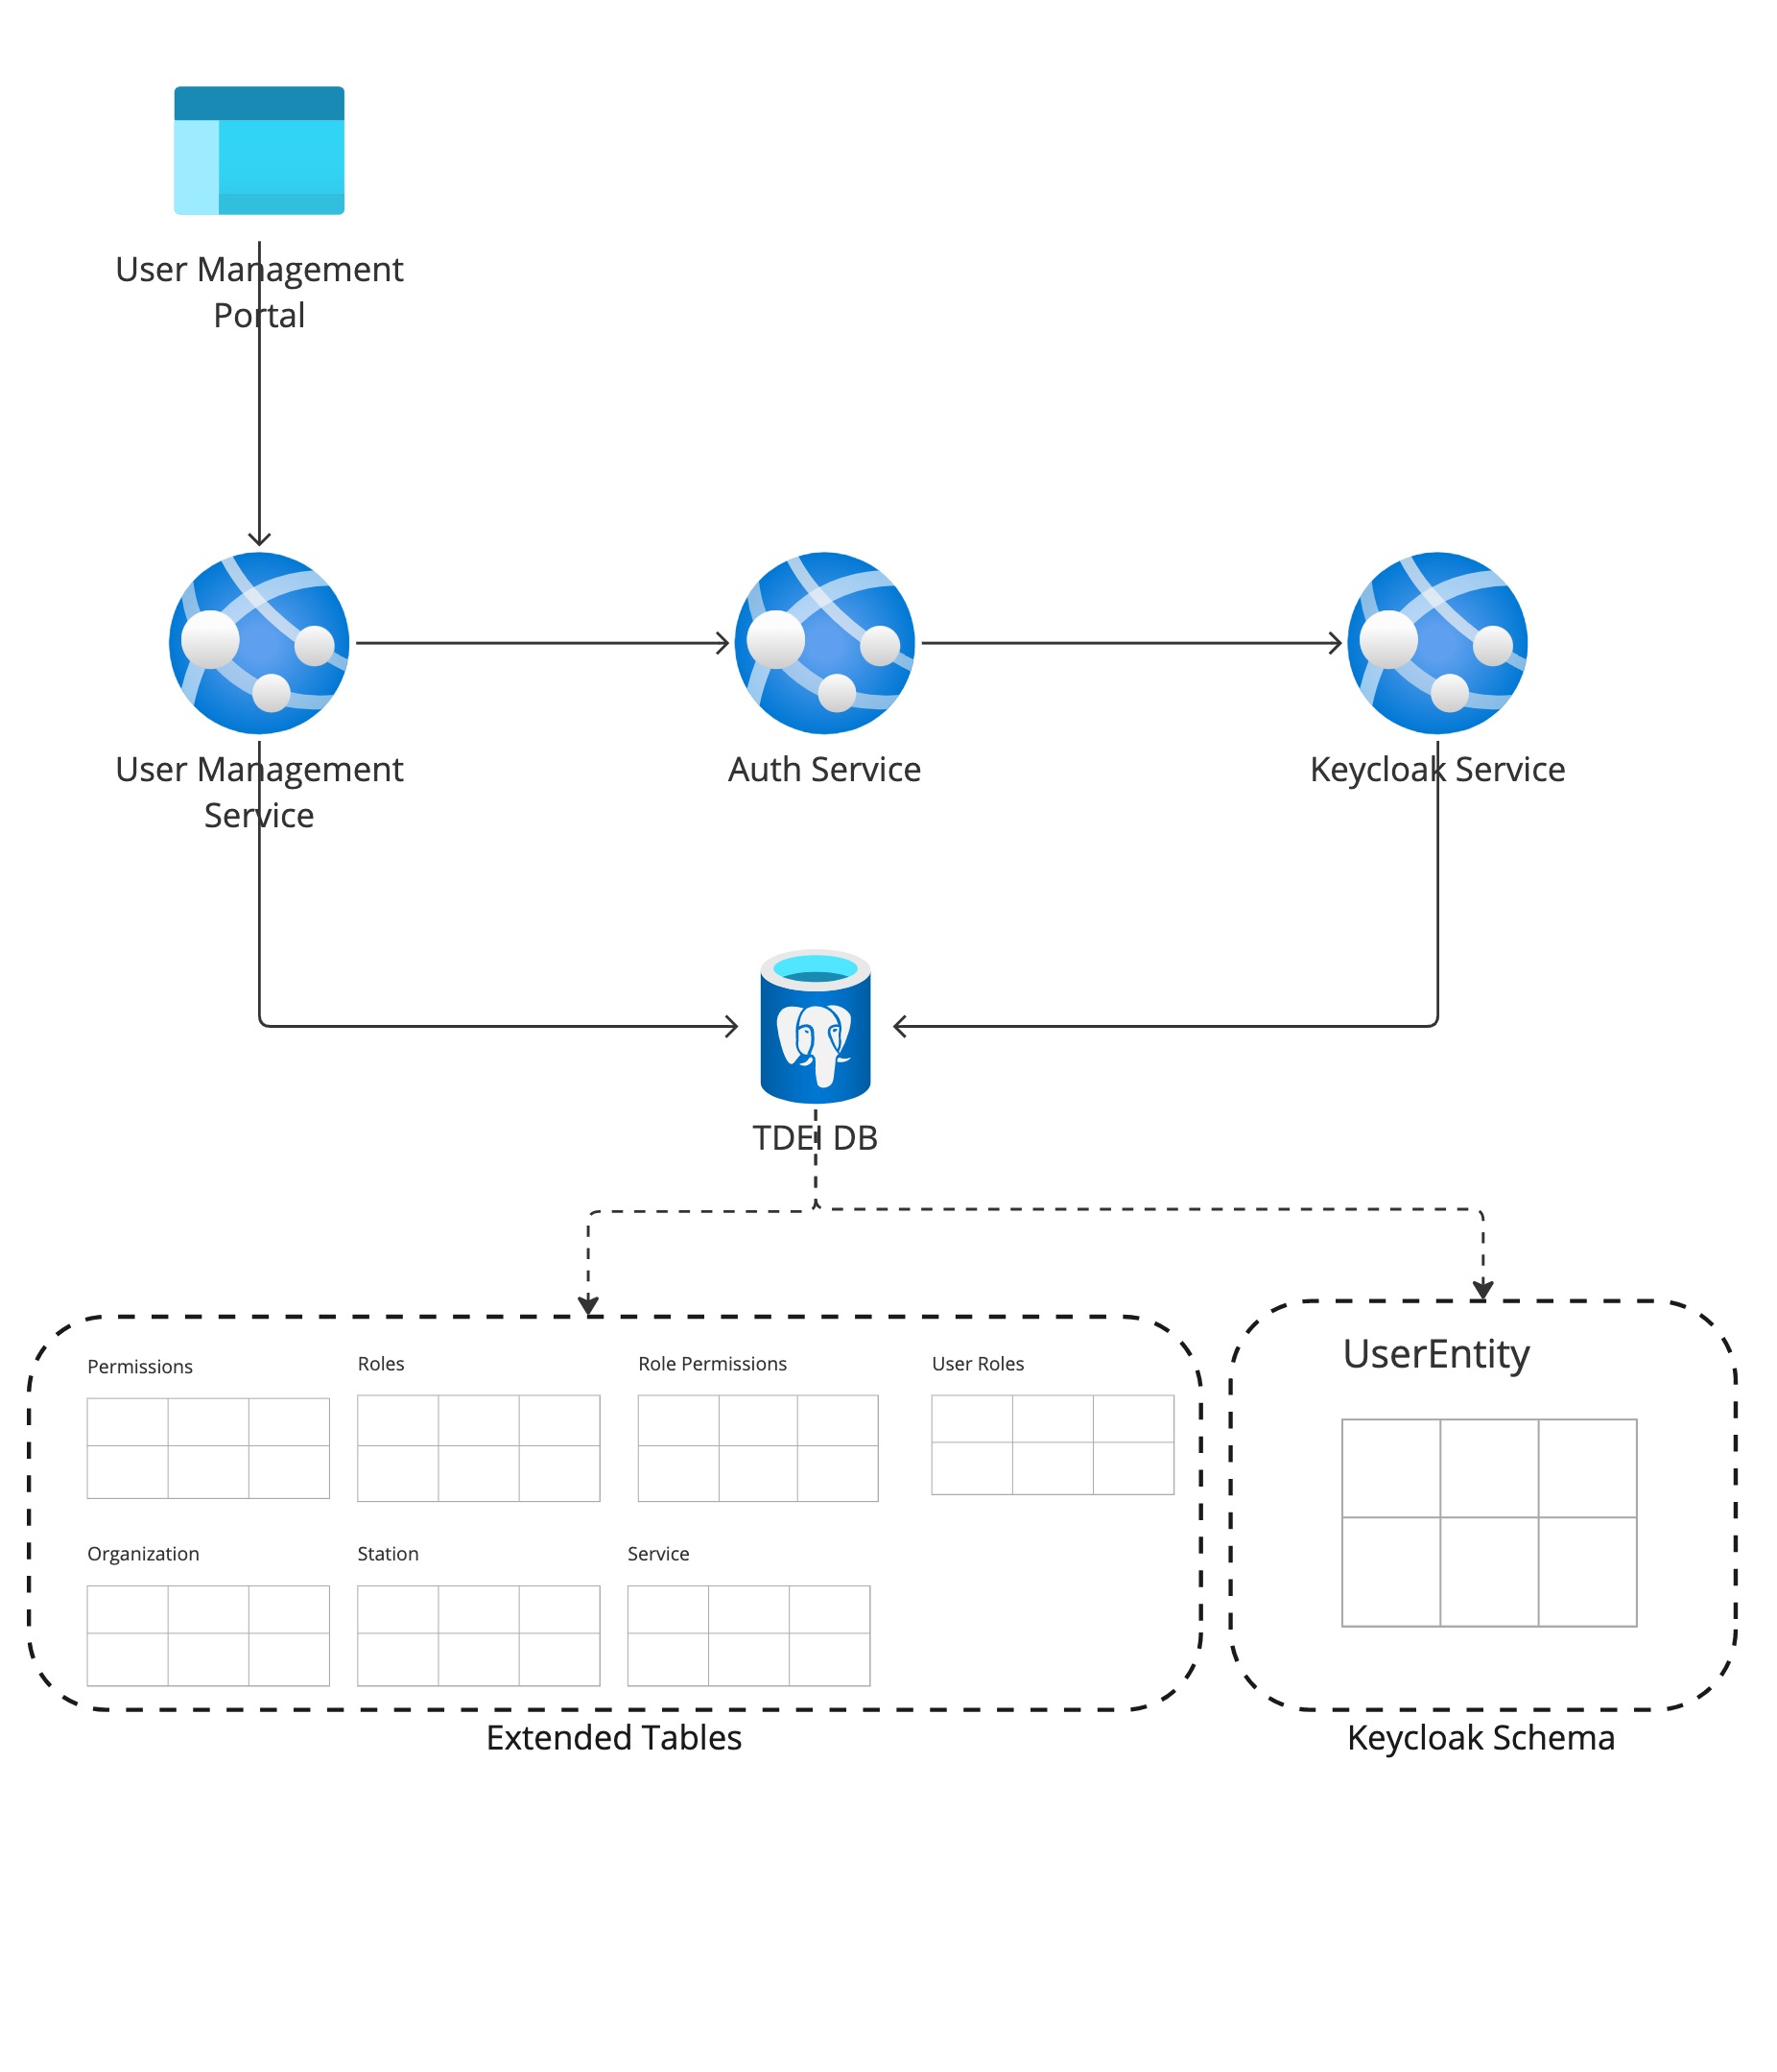 User Management
Portal
User Management
Service
Auth Service
Keycloak Service
TDEI DB
Permissions
Roles
Role Permissions
User Roles
Organization
Station
Service
Extended Tables
UserEntity
Keycloak Schema